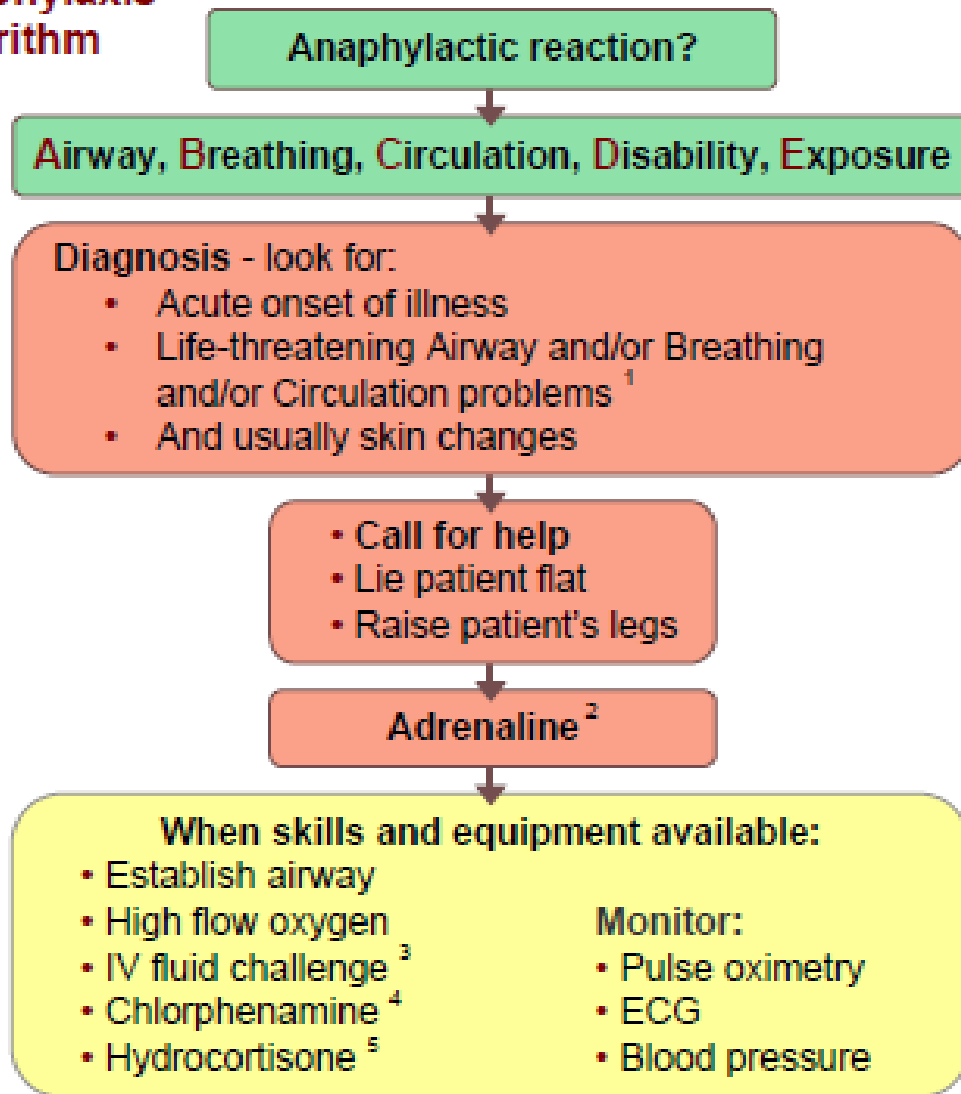 rithm
Anaphylactic reaction?
Airway, Breathing, Circulation, Disability, Exposure
Diagnosis - look for:
• Acute onset of illness
• Life-threatening Airway and/or Breathing
and/or Circulation problems 1
• And usually skin changes
• Call for help
• Lie patient flat
• Raise patient's legs
Adrenaline 2
When skills and equipment available:
• Establish airway
• High flow oxygen
• IV fluid challenge 3
• Chlorphenamine 4
• Hydrocortisone 5
Monitor:
• Pulse oximetry
• ECG
• Blood pressure